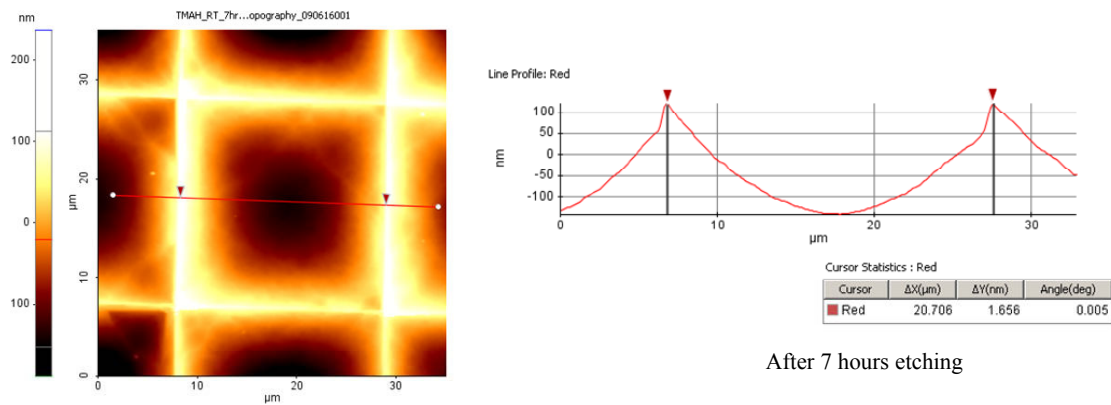 nm
TMAH_RT_7hr...opography_090616001
200
100
0
100
30
20
10
0
µm
0
10
20
30
µm
Line Profile: Red
100
50
0
-50
-100
nm
0
10
20
30
µm
Cursor Statistics : Red
Cursor ΔX(µm) ΔY(nm) Angle(deg)
Red 20.706 1.656 0.005
After 7 hours etching